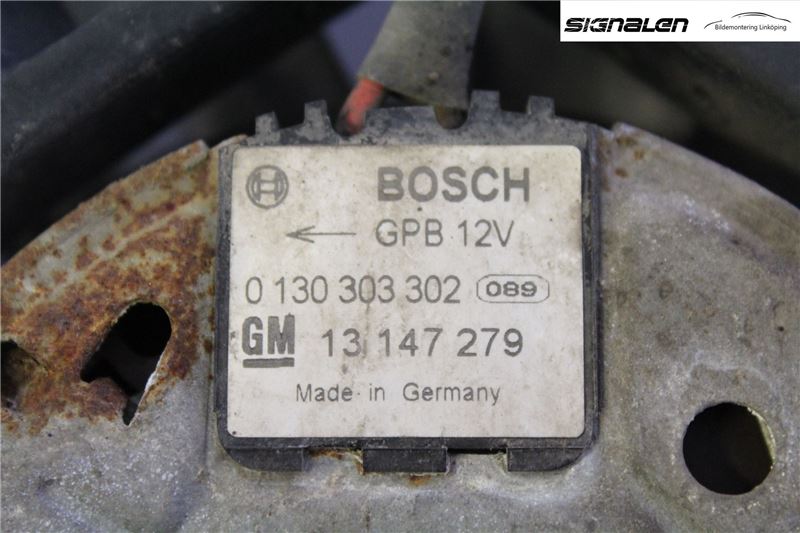 SIGNALEN
Bildemontering Linköping
BOSCH
← GPB 12V
0 130 303 302 089
GM 13 147 279
Made in Germany